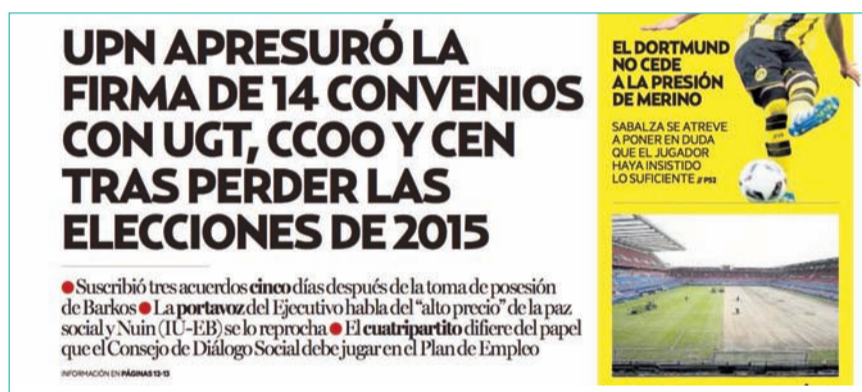 UPN APRESURÓ LA
FIRMA DE 14 CONVENIOS
CON UGT, CCOO Y CEN
TRAS PERDER LAS
ELECCIONES DE 2015
● Suscribió tres acuerdos cinco días después de la toma de posesión
de Barkos ● La portavoz del Ejecutivo habla del “alto precio” de la paz
social y Nuin (IU-EB) se lo reprocha ● El cuatripartito difiere del papel
que el Consejo de Diálogo Social debe jugar en el Plan de Empleo
INFORMACIÓN EN PÁGINAS 12-13
EL DORTMUND
NO CEDE
A LA PRESIÓN
DE MERINO
SABALZA SE ATREVE
A PONER EN DUDA
QUE EL JUGADOR
HAYA INSISTIDO
LO SUFICIENTE // P52